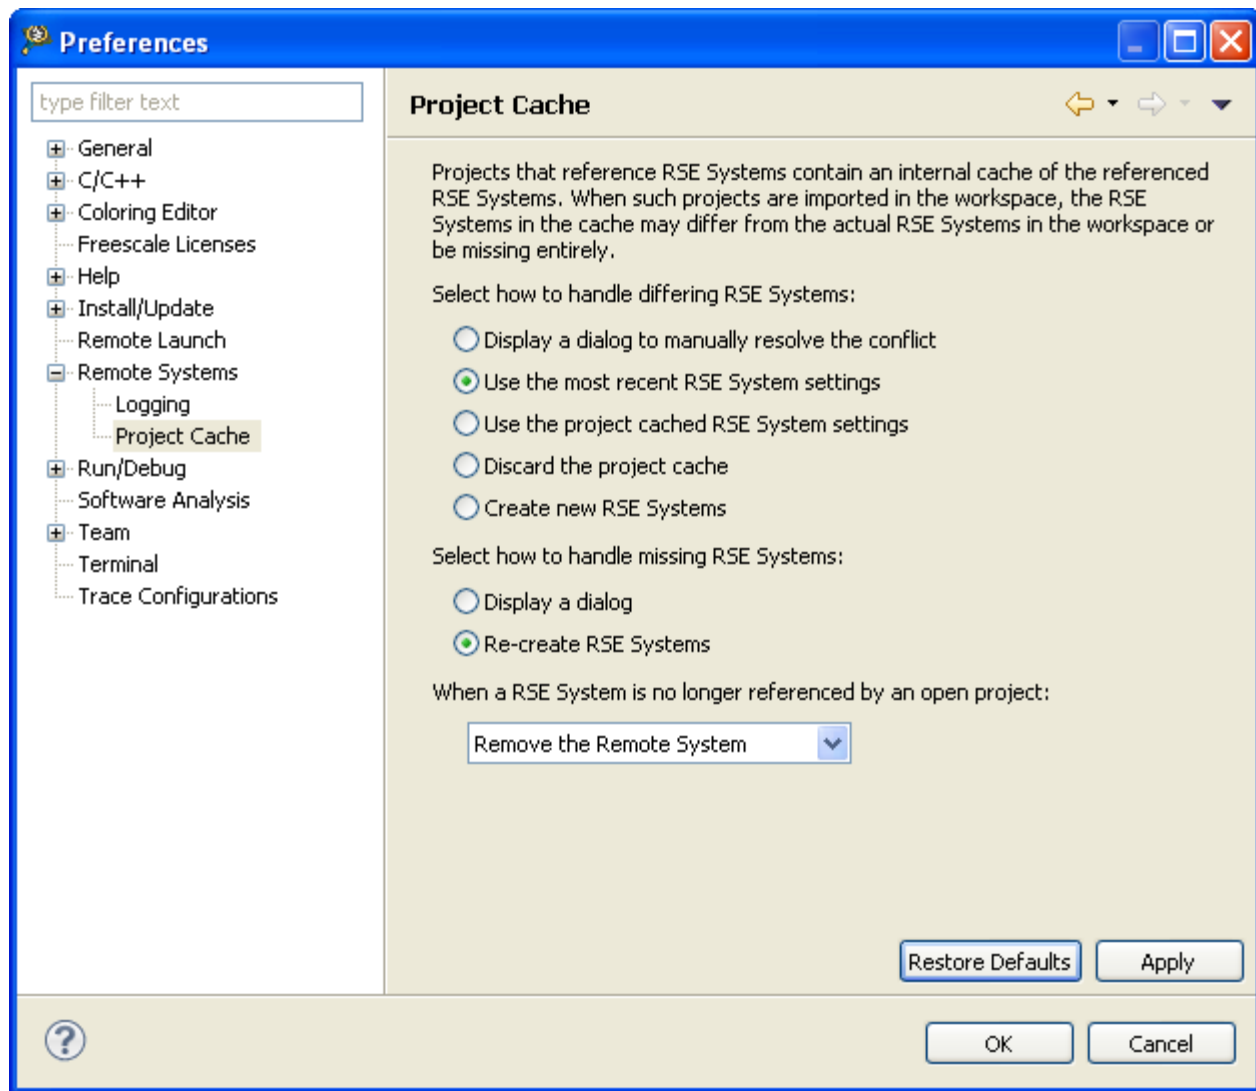 Preferences
type filter text
General
C/C++
Coloring Editor
Freescale Licenses
Help
Install/Update
Remote Launch
Remote Systems
Logging
Project Cache
Run/Debug
Software Analysis
Team
Terminal
Trace Configurations
Project Cache
Projects that reference RSE Systems contain an internal cache of the referenced
RSE Systems. When such projects are imported in the workspace, the RSE
Systems in the cache may differ from the actual RSE Systems in the workspace or
be missing entirely.
Select how to handle differing RSE Systems:
Display a dialog to manually resolve the conflict
Use the most recent RSE System settings
Use the project cached RSE System settings
Discard the project cache
Create new RSE Systems
Select how to handle missing RSE Systems:
Display a dialog
Re-create RSE Systems
When a RSE System is no longer referenced by an open project:
Remove the Remote System
Restore Defaults
Apply
?
OK
Cancel